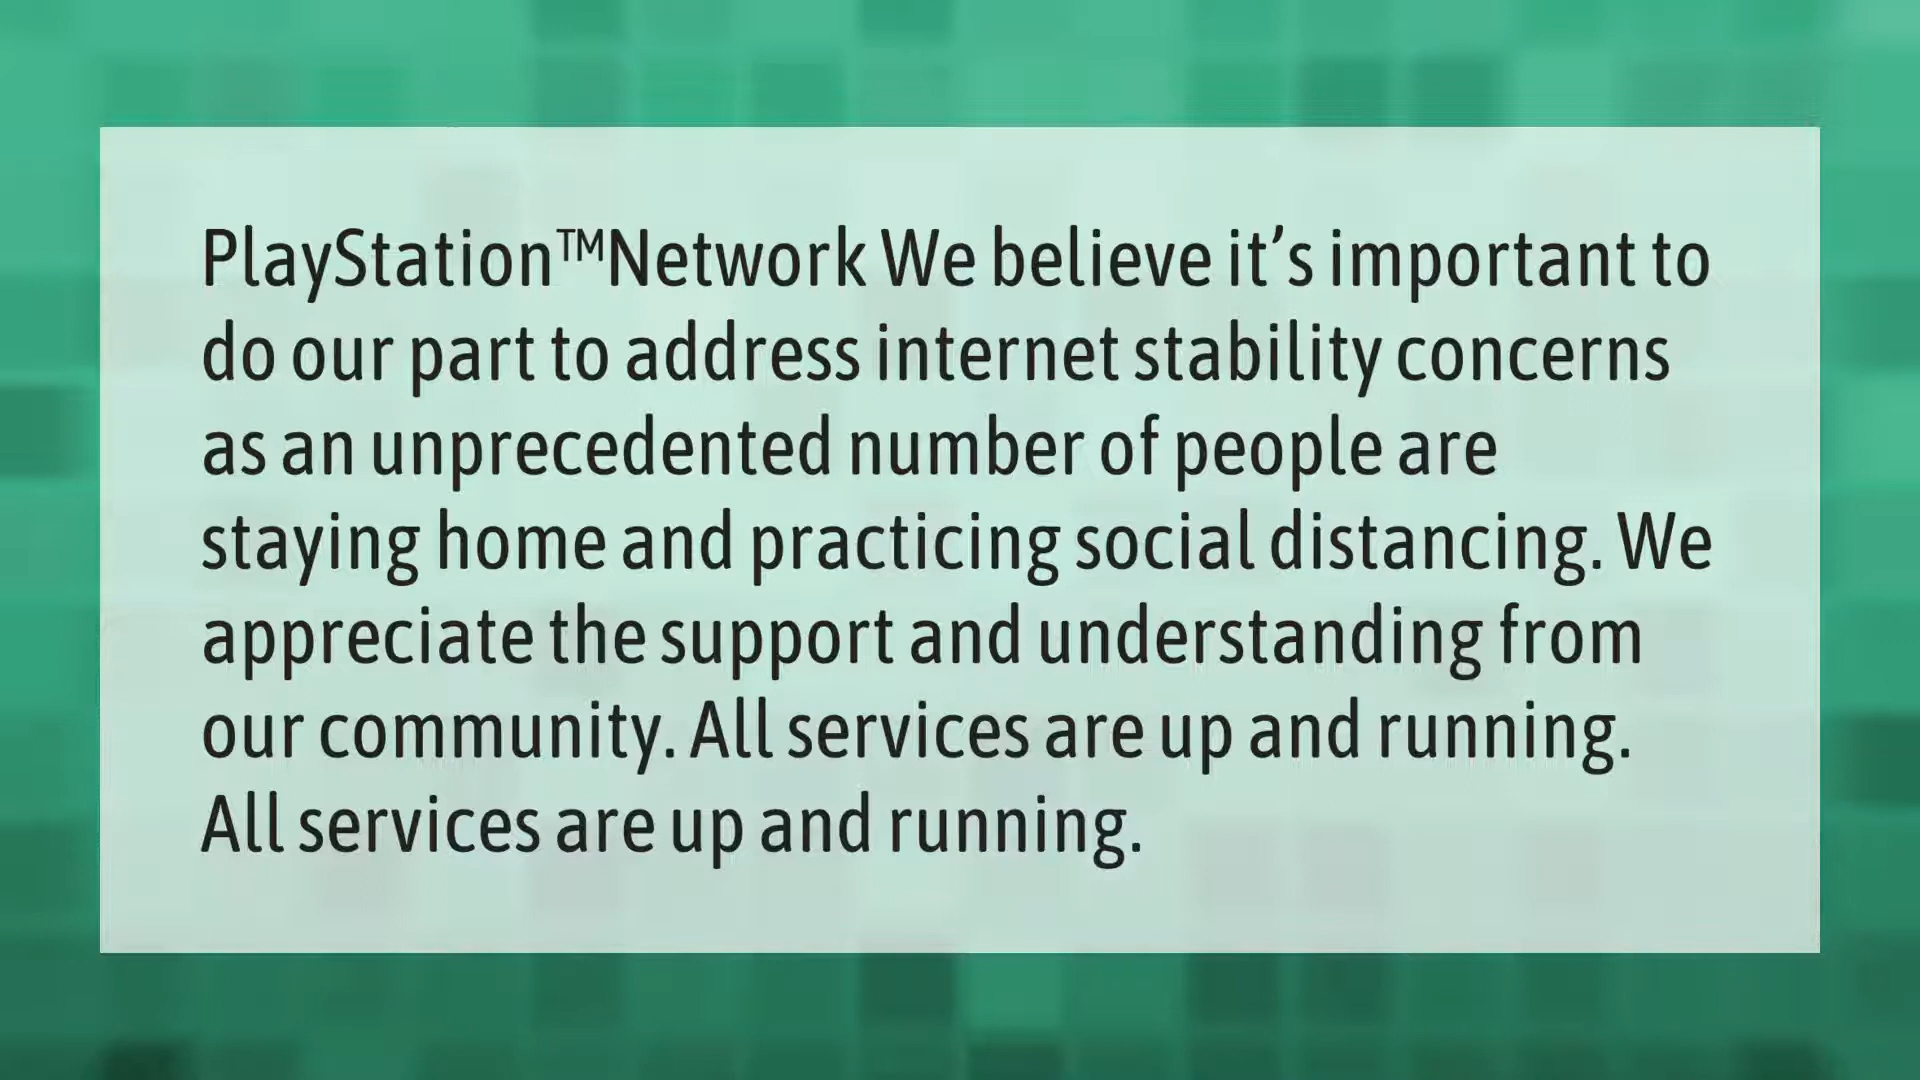 PlayStation™Network We believe it’s important to
do our part to address internet stability concerns
as an unprecedented number of people are
staying home and practicing social distancing. We
appreciate the support and understanding from
our community. All services are up and running.
All services are up and running.